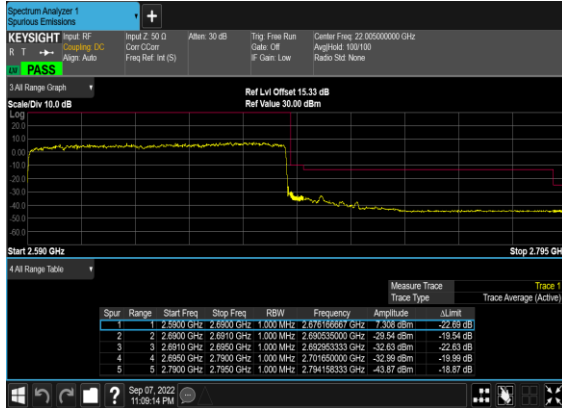 Spectrum Analyzer 1
Spurious Emissions
+
KEYSIGHT Input: RF Input Z: 50 Ω Atten: 30 dB Trig: Free Run Center Freq: 22.005000000 GHz
R T Coupling: DC Corr CCorr Gate: Off Avg|Hold: 100/100
Align: Auto Freq Ref: Int (S) IF Gain: Low Radio Std: None
PASS
3 All Range Graph Ref Lvl Offset 15.33 dB
Scale/Div 10.0 dB Ref Value 30.00 dBm
Log
20.0
10.0
0.00
-10.0
-20.0
-30.0
-40.0
-50.0
-60.0
Start 2.590 GHz Stop 2.795 GH
4 All Range Table
Measure Trace Trace 1
Trace Type Trace Average (Active)
Spur Range Start Freq Stop Freq RBW Frequency Amplitude ΔLimit
1 1 2.5900 GHz 2.6900 GHz 1.000 MHz 2.676166667 GHz 7.308 dBm -22.69 dB
2 2 2.6900 GHz 2.6910 GHz 1.000 MHz 2.690535000 GHz -29.54 dBm -19.54 dB
3 3 2.6910 GHz 2.6950 GHz 1.000 MHz 2.692953333 GHz -32.63 dBm -22.63 dB
4 4 2.6950 GHz 2.7900 GHz 1.000 MHz 2.701650000 GHz -32.99 dBm -19.99 dB
5 5 2.7900 GHz 2.7950 GHz 1.000 MHz 2.794158333 GHz -43.87 dBm -18.87 dB
? Sep 07, 2022
11:09:14 PM